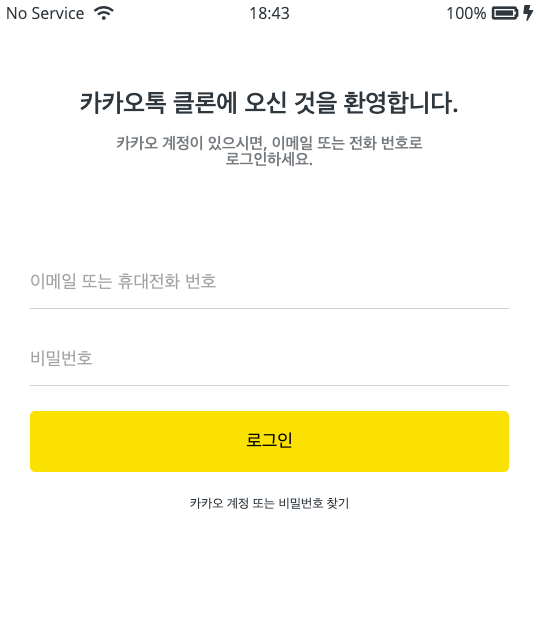 No Service
18:43
100%
카카오톡 클론에 오신 것을 환영합니다.
카카오 계정이 있으시면, 이메일 또는 전화 번호로
로그인하세요.
이메일 또는 휴대전화 번호
비밀번호
로그인
카카오 계정 또는 비밀번호 찾기